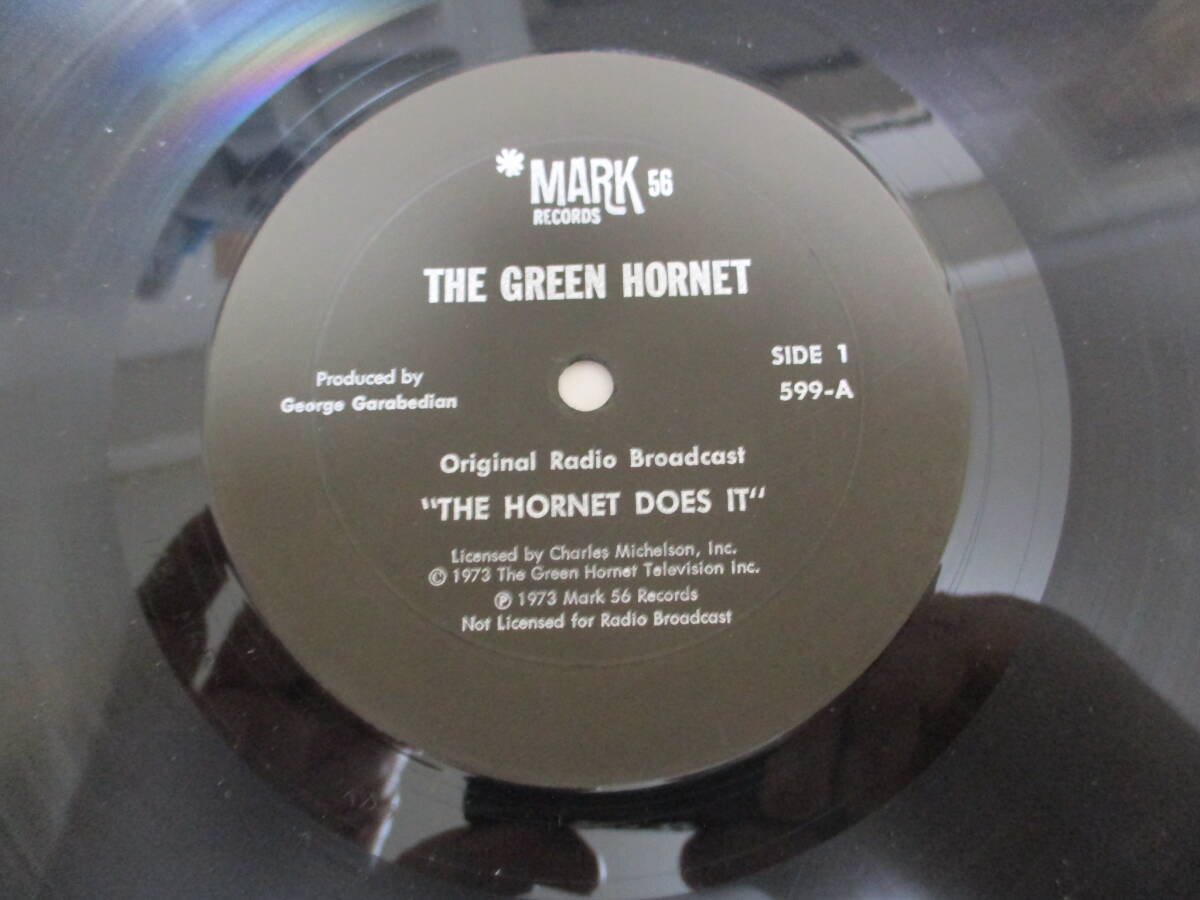 *MARK 56
RECORDS
THE GREEN HORNET
SIDE 1
599-A
Produced by
George Garabedian
Original Radio Broadcast
"THE HORNET DOES IT"
Licensed by Charles Michelson, Inc.
© 1973 The Green Hornet Television Inc.
℗ 1973 Mark 56 Records
Not Licensed for Radio Broadcast